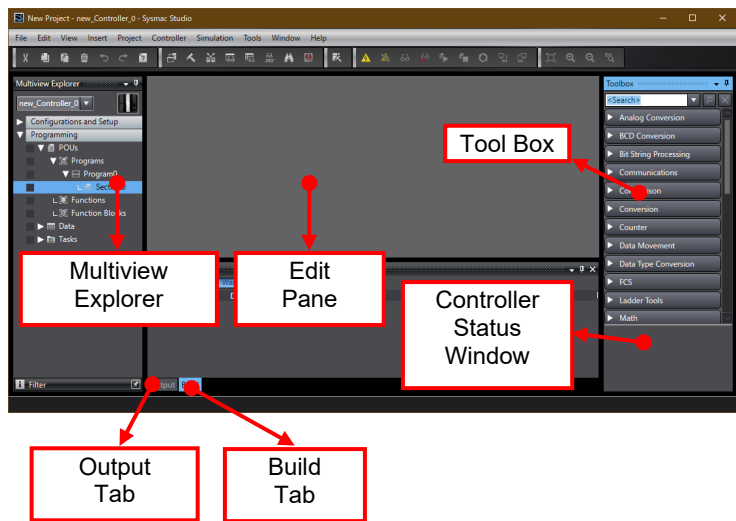 New Project - new_Controller_0 - Sysmac Studio
File Edit View Insert Project Controller Simulation Tools Window Help
Multiview Explorer
new_Controller_0
Configurations and Setup
Programming
POUs
Programs
Program0
Functions
Function Blocks
Data
Tasks
Filter
Toolbox
<Search>
Analog Conversion
BCD Conversion
Bit String Processing
Communications
Comparison
Conversion
Counter
Data Movement
Data Type Conversion
FCS
Ladder Tools
Math
Tool Box
Multiview
Explorer
Edit
Pane
Controller
Status
Window
Output
Tab
Build
Tab